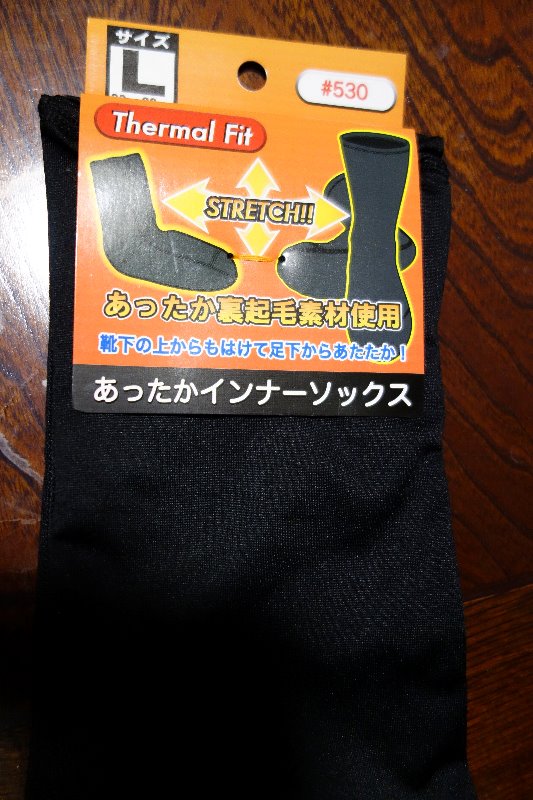 サイズ
L
#530
Thermal Fit
STRETCH!!
あったか裏起毛素材使用
靴下の上からもはけて足下からあたたか!
あったかインナーソックス